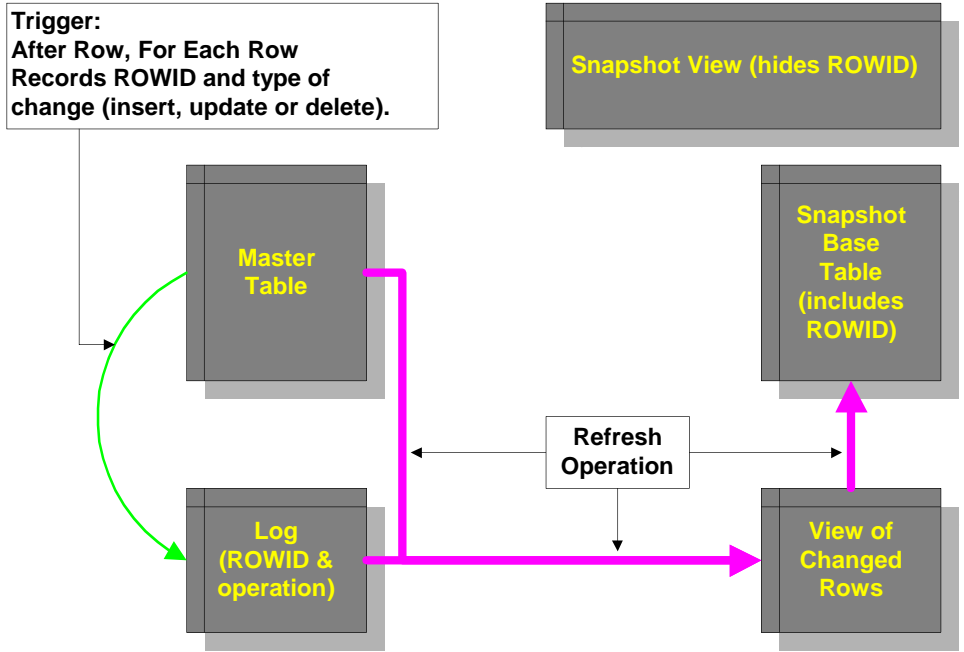 Trigger:
After Row, For Each Row
Records ROWID and type of
change (insert, update or delete).
Snapshot View (hides ROWID)
Master
Table
Snapshot
Base
Table
(includes
ROWID)
Refresh
Operation
Log
(ROWID &
operation)
View of
Changed
Rows